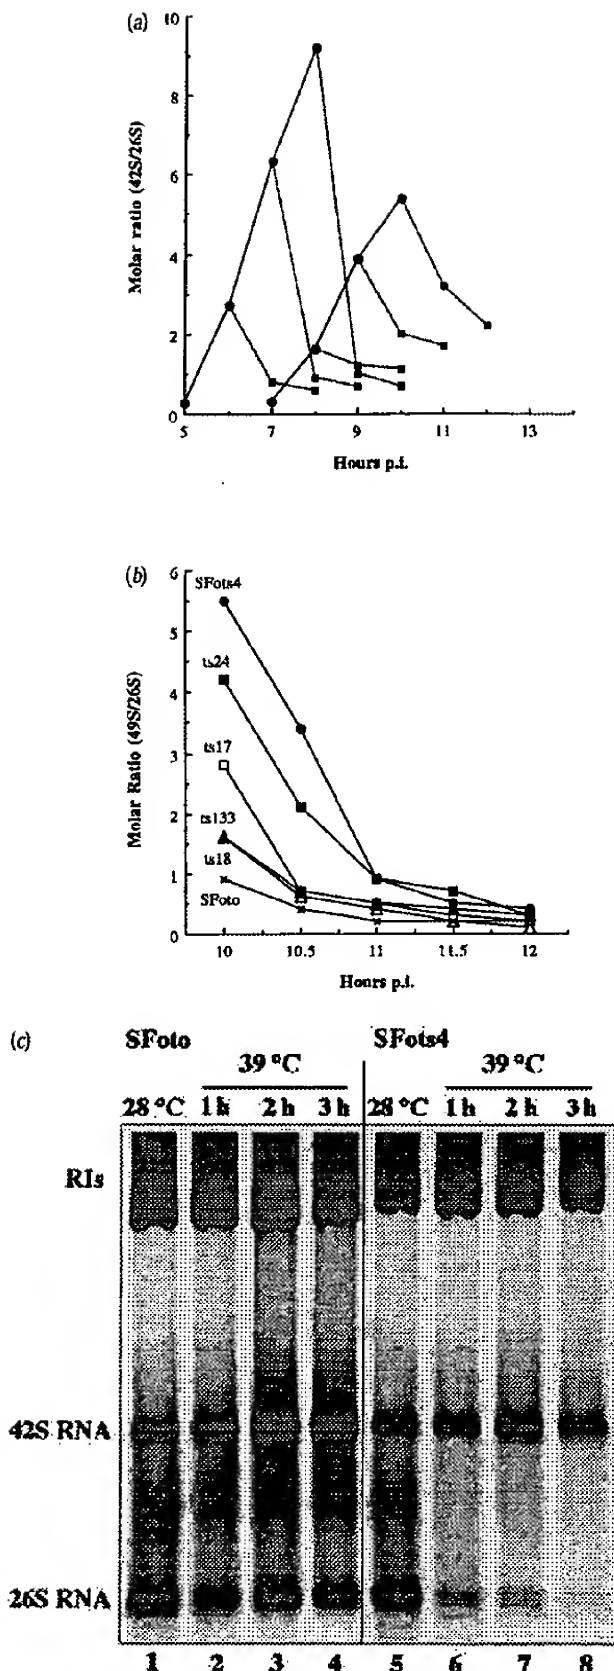 (a)
10
8
6
4
2
0
Molar ratio (42S/26S)
5 7 9 11 13
Hours p.i.
(b)
6
5
4
3
2
1
0
Molar Ratio (49S/26S)
SFots4
ts24
ts17
ts133
ts18
SFoto
10 10.5 11 11.5 12
Hours p.i.
(c) SFoto SFots4
39 °C 39 °C
28 °C 1 h 2 h 3 h 28 °C 1 h 2 h 3 h
RIs
42S RNA
26S RNA
1 2 3 4 5 6 7 8